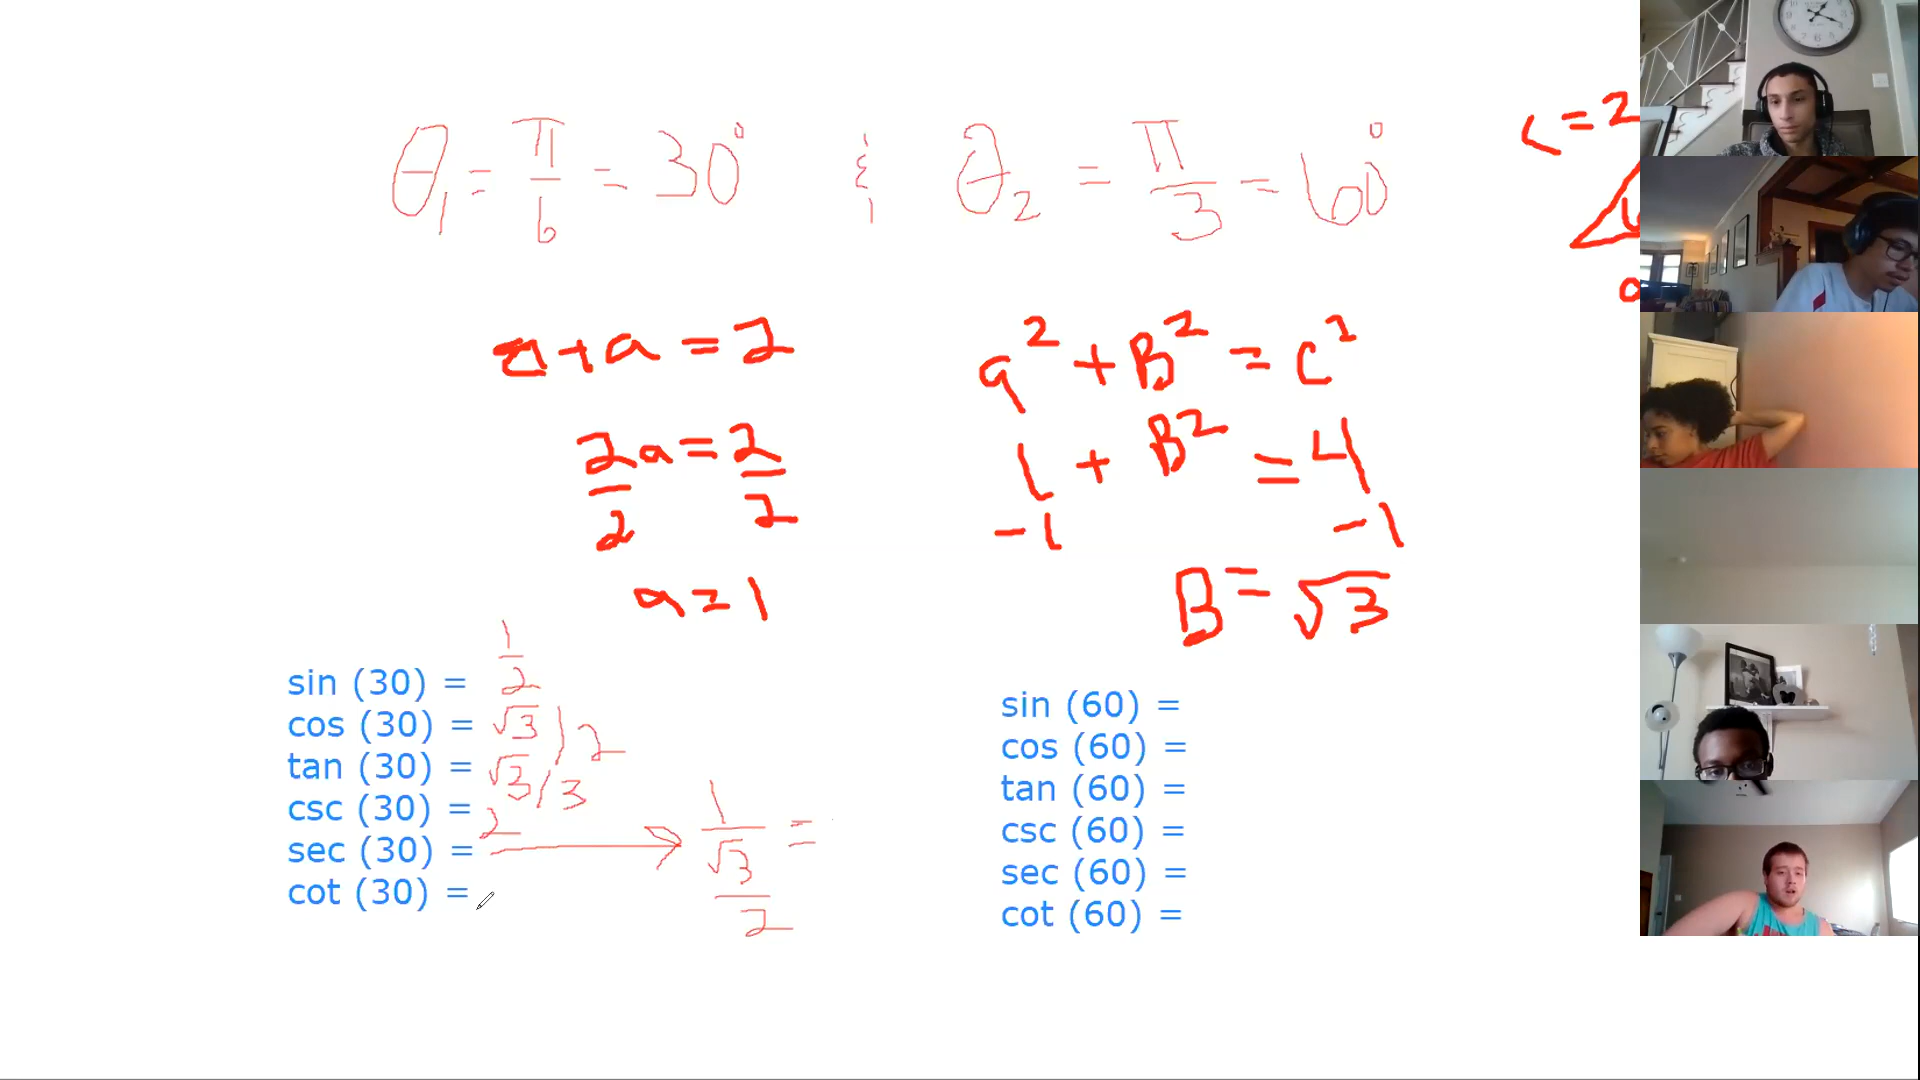 θ₁ = π/6 = 30° & θ₂ = π/3 = 60°
c = 2
a + a = 2
a² + B² = c²
2a/2 = 2/2
1 + B² = 4
-1 -1
a = 1
B = √3
sin (30) = 1/2
cos (30) = √3/2
tan (30) = √3/3
csc (30) = 2
sec (30) = → 1/(√3/2) =
cot (30) =
sin (60) =
cos (60) =
tan (60) =
csc (60) =
sec (60) =
cot (60) =